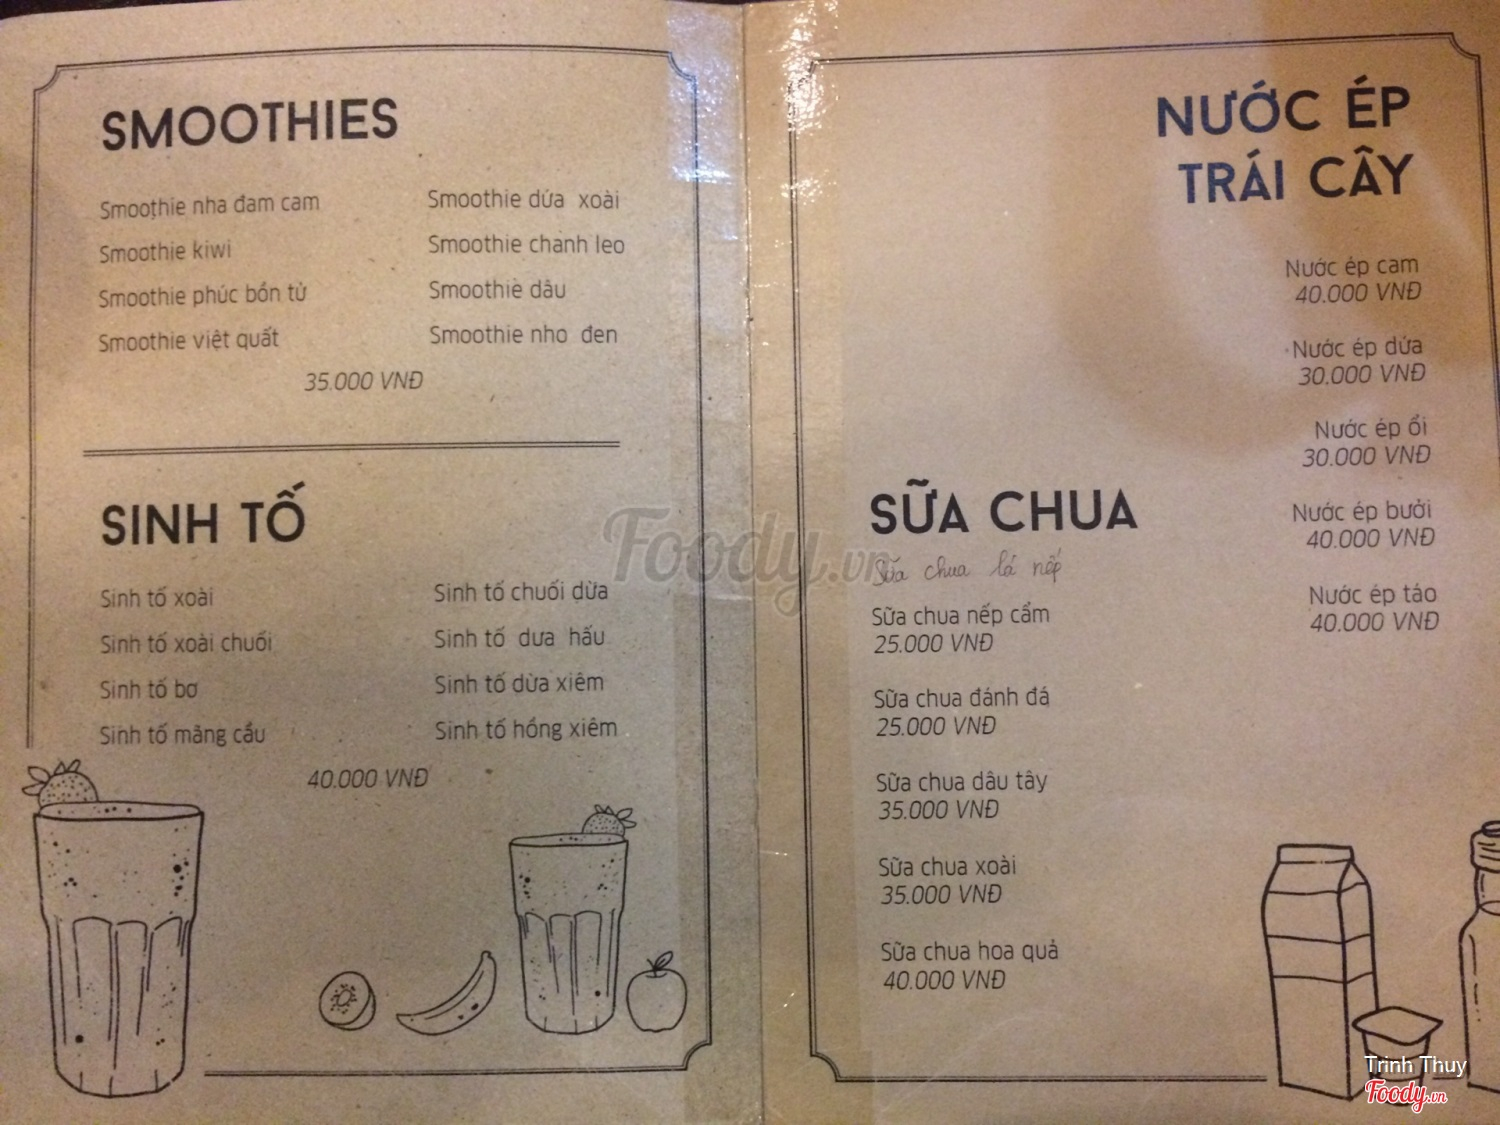 SMOOTHIES
Smoothie nha đam cam
Smoothie kiwi
Smoothie phúc bồn tử
Smoothie việt quất
Smoothie dứa xoài
Smoothie chanh leo
Smoothie dâu
Smoothie nho đen
35.000 VNĐ
SINH TỐ
Sinh tố xoài
Sinh tố xoài chuối
Sinh tố bơ
Sinh tố mãng cầu
Sinh tố chuối dừa
Sinh tố dưa hấu
Sinh tố dừa xiêm
Sinh tố hồng xiêm
40.000 VNĐ
NƯỚC ÉP
TRÁI CÂY
Nước ép cam
40.000 VNĐ
Nước ép dứa
30.000 VNĐ
Nước ép ổi
30.000 VNĐ
Nước ép bưởi
40.000 VNĐ
Nước ép táo
40.000 VNĐ
SỮA CHUA
Sữa chua lá nếp
Sữa chua nếp cẩm
25.000 VNĐ
Sữa chua đánh đá
25.000 VNĐ
Sữa chua dâu tây
35.000 VNĐ
Sữa chua xoài
35.000 VNĐ
Sữa chua hoa quả
40.000 VNĐ
Foody.vn
Trinh Thuy
Foody.vn